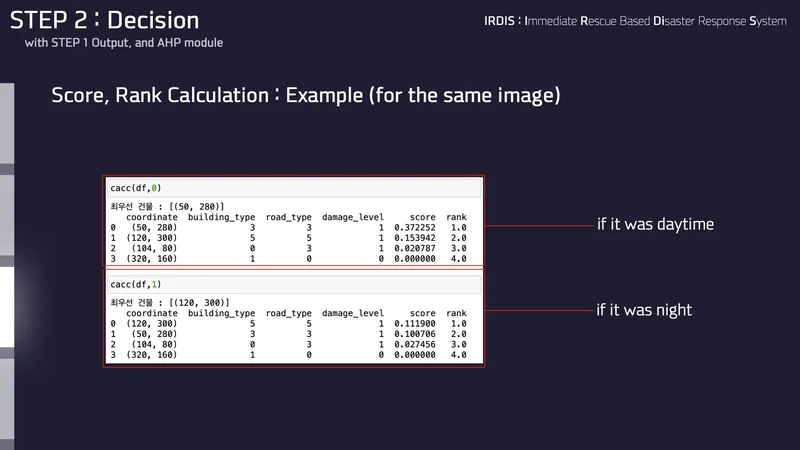 STEP 2 : Decision
with STEP 1 Output, and AHP module
IRDIS : Immediate Rescue Based Disaster Response System
Score, Rank Calculation : Example (for the same image)
cacc(df,0)
최우선 건물 : [(50, 280)]
coordinate building_type road_type damage_level score rank
0 (50, 280) 3 3 1 0.372252 1.0
1 (120, 300) 5 5 1 0.153942 2.0
2 (104, 80) 0 3 1 0.020787 3.0
3 (320, 160) 1 0 0 0.000000 4.0
if it was daytime
cacc(df,1)
최우선 건물 : [(120, 300)]
coordinate building_type road_type damage_level score rank
0 (120, 300) 5 5 1 0.111900 1.0
1 (50, 280) 3 3 1 0.100706 2.0
2 (104, 80) 0 3 1 0.027456 3.0
3 (320, 160) 1 0 0 0.000000 4.0
if it was night